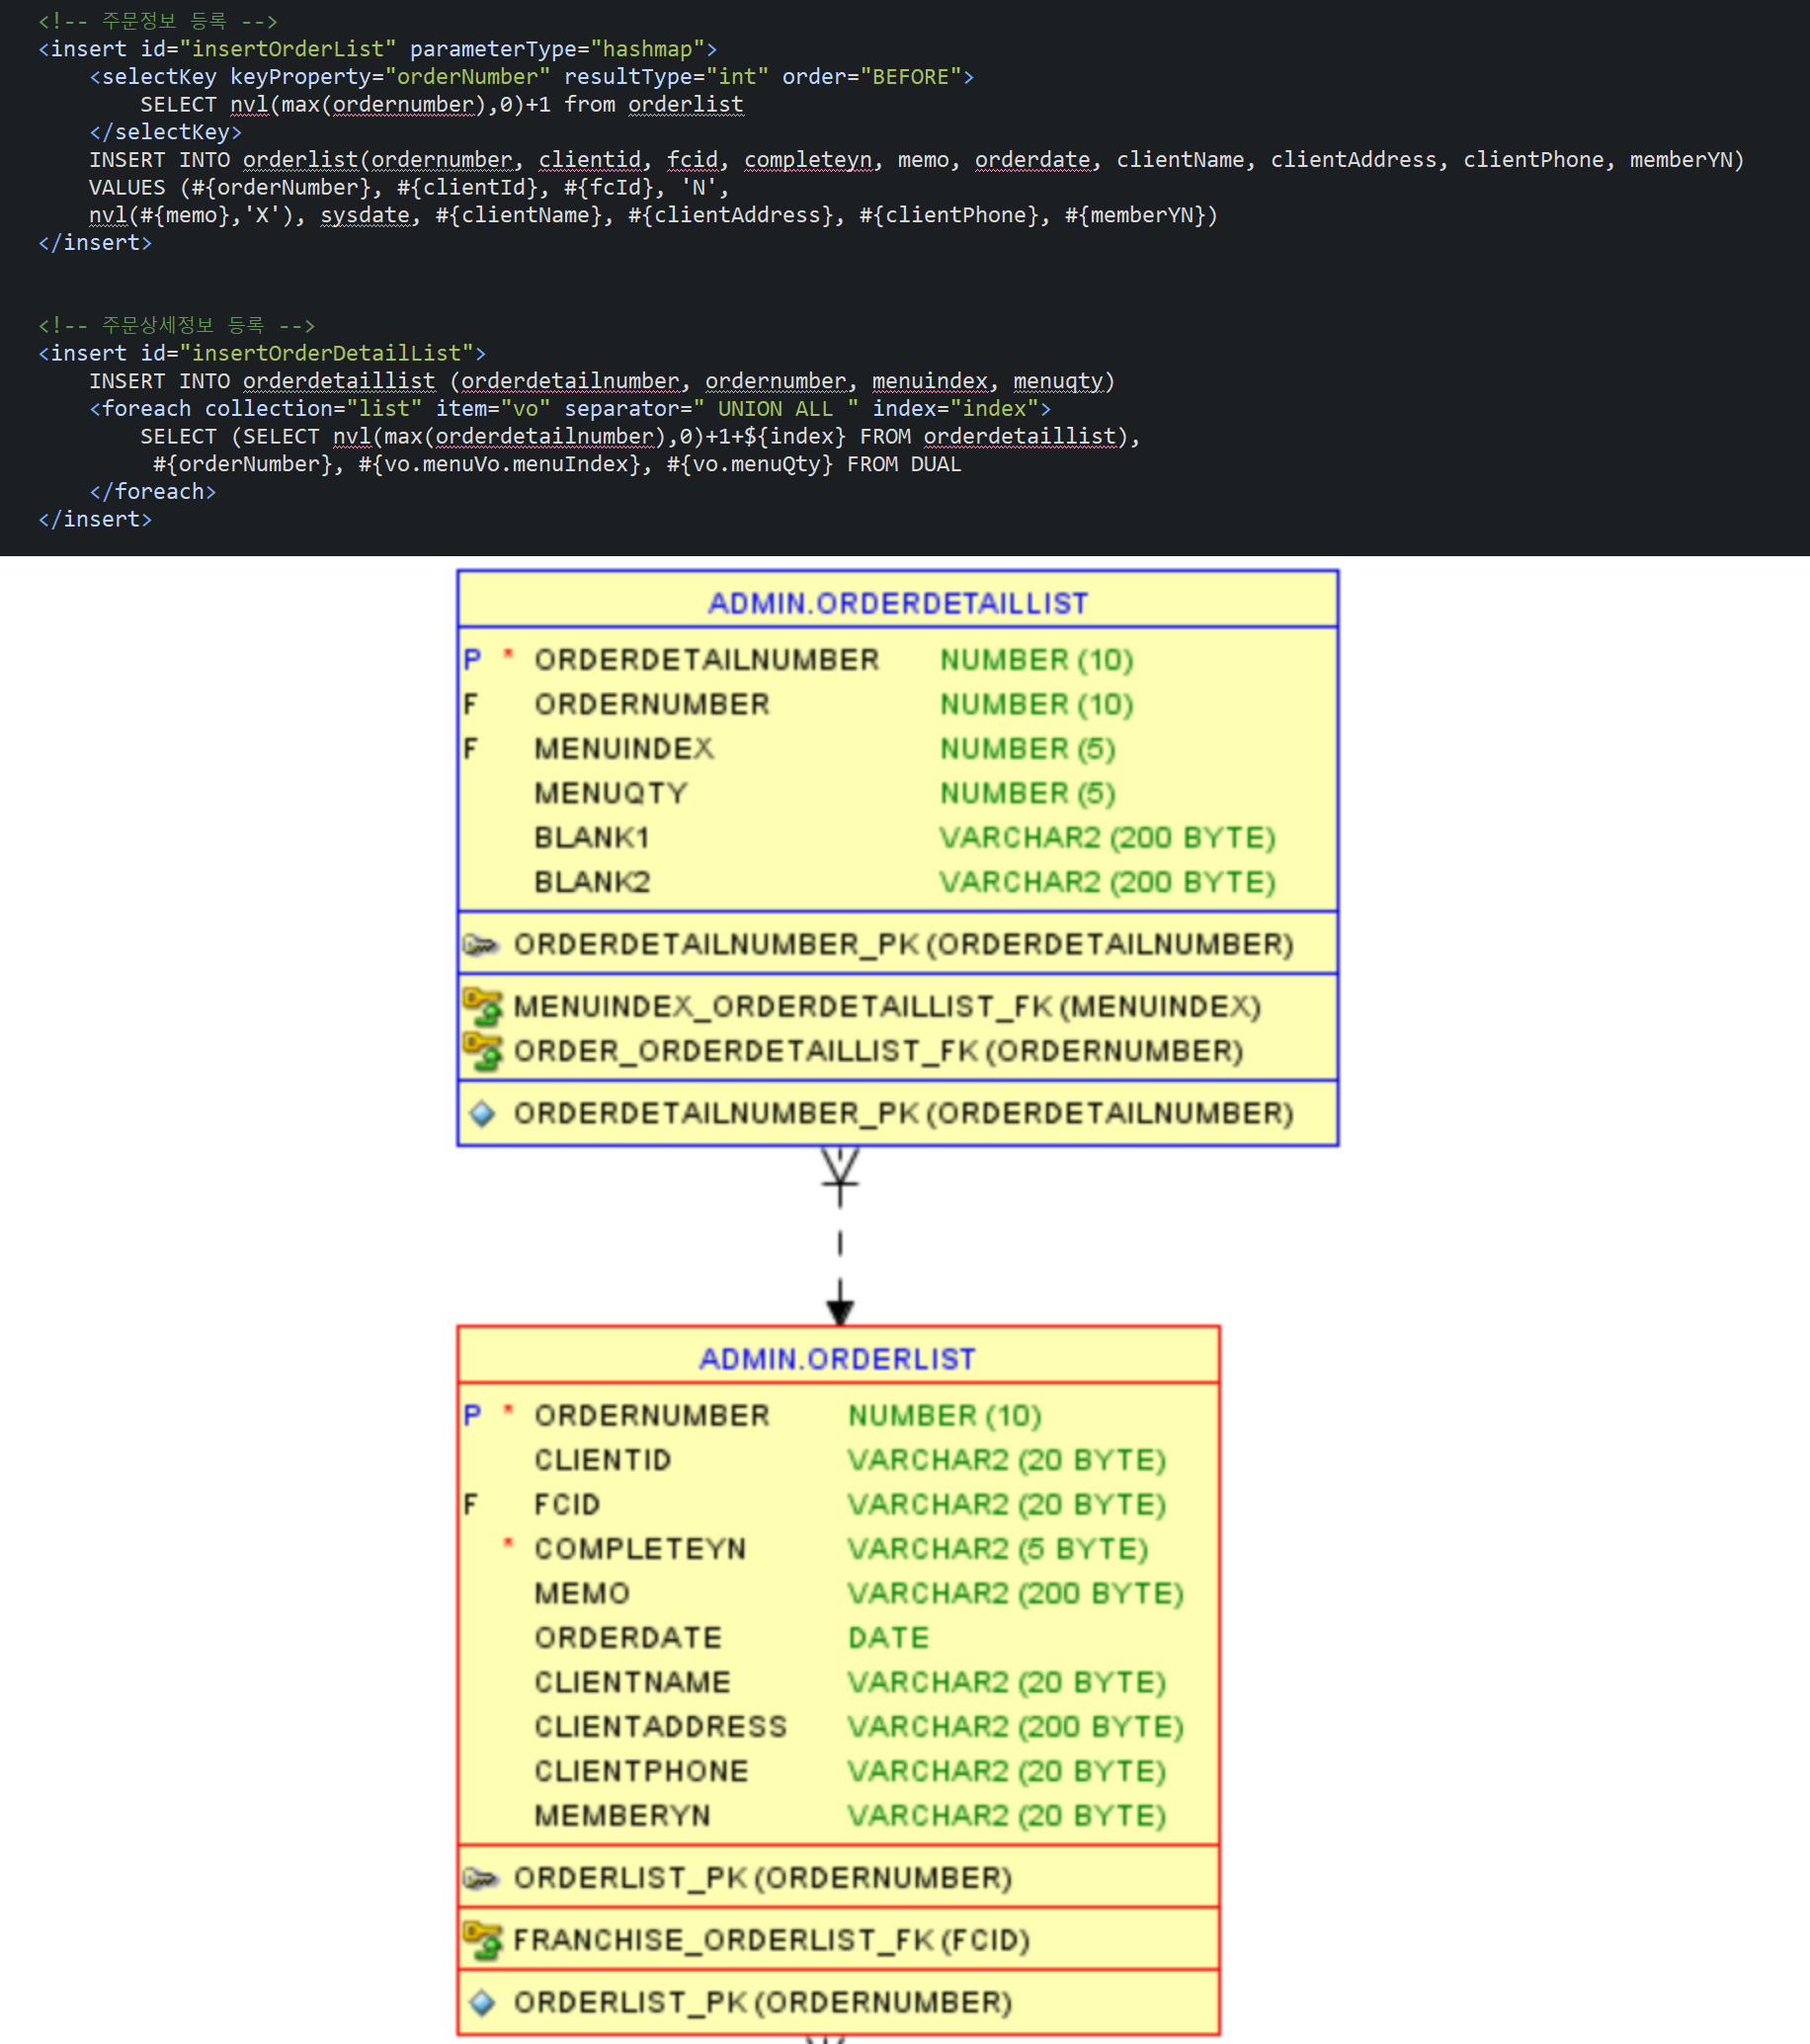 <!-- 주문정보 등록 -->
<insert id="insertOrderList" parameterType="hashmap">
<selectKey keyProperty="orderNumber" resultType="int" order="BEFORE">
SELECT nvl(max(ordernumber),0)+1 from orderlist
</selectKey>
INSERT INTO orderlist(ordernumber, clientid, fcid, completeyn, memo, orderdate, clientName, clientAddress, clientPhone, memberYN)
VALUES (#{orderNumber}, #{clientId}, #{fcId}, 'N',
nvl(#{memo},'X'), sysdate, #{clientName}, #{clientAddress}, #{clientPhone}, #{memberYN})
</insert>
<!-- 주문상세정보 등록 -->
<insert id="insertOrderDetailList">
INSERT INTO orderdetaillist (orderdetailnumber, ordernumber, menuindex, menuqty)
<foreach collection="list" item="vo" separator=" UNION ALL " index="index">
SELECT (SELECT nvl(max(orderdetailnumber),0)+1+${index} FROM orderdetaillist),
#{orderNumber}, #{vo.menuVo.menuIndex}, #{vo.menuQty} FROM DUAL
</foreach>
</insert>
ADMIN.ORDERDETAILLIST
P * ORDERDETAILNUMBER NUMBER (10)
F ORDERNUMBER NUMBER (10)
F MENUINDEX NUMBER (5)
MENUQTY NUMBER (5)
BLANK1 VARCHAR2 (200 BYTE)
BLANK2 VARCHAR2 (200 BYTE)
ORDERDETAILNUMBER_PK (ORDERDETAILNUMBER)
MENUINDEX_ORDERDETAILLIST_FK (MENUINDEX)
ORDER_ORDERDETAILLIST_FK (ORDERNUMBER)
ORDERDETAILNUMBER_PK (ORDERDETAILNUMBER)
ADMIN.ORDERLIST
P * ORDERNUMBER NUMBER (10)
CLIENTID VARCHAR2 (20 BYTE)
F FCID VARCHAR2 (20 BYTE)
* COMPLETEYN VARCHAR2 (5 BYTE)
MEMO VARCHAR2 (200 BYTE)
ORDERDATE DATE
CLIENTNAME VARCHAR2 (20 BYTE)
CLIENTADDRESS VARCHAR2 (200 BYTE)
CLIENTPHONE VARCHAR2 (20 BYTE)
MEMBERYN VARCHAR2 (20 BYTE)
ORDERLIST_PK (ORDERNUMBER)
FRANCHISE_ORDERLIST_FK (FCID)
ORDERLIST_PK (ORDERNUMBER)